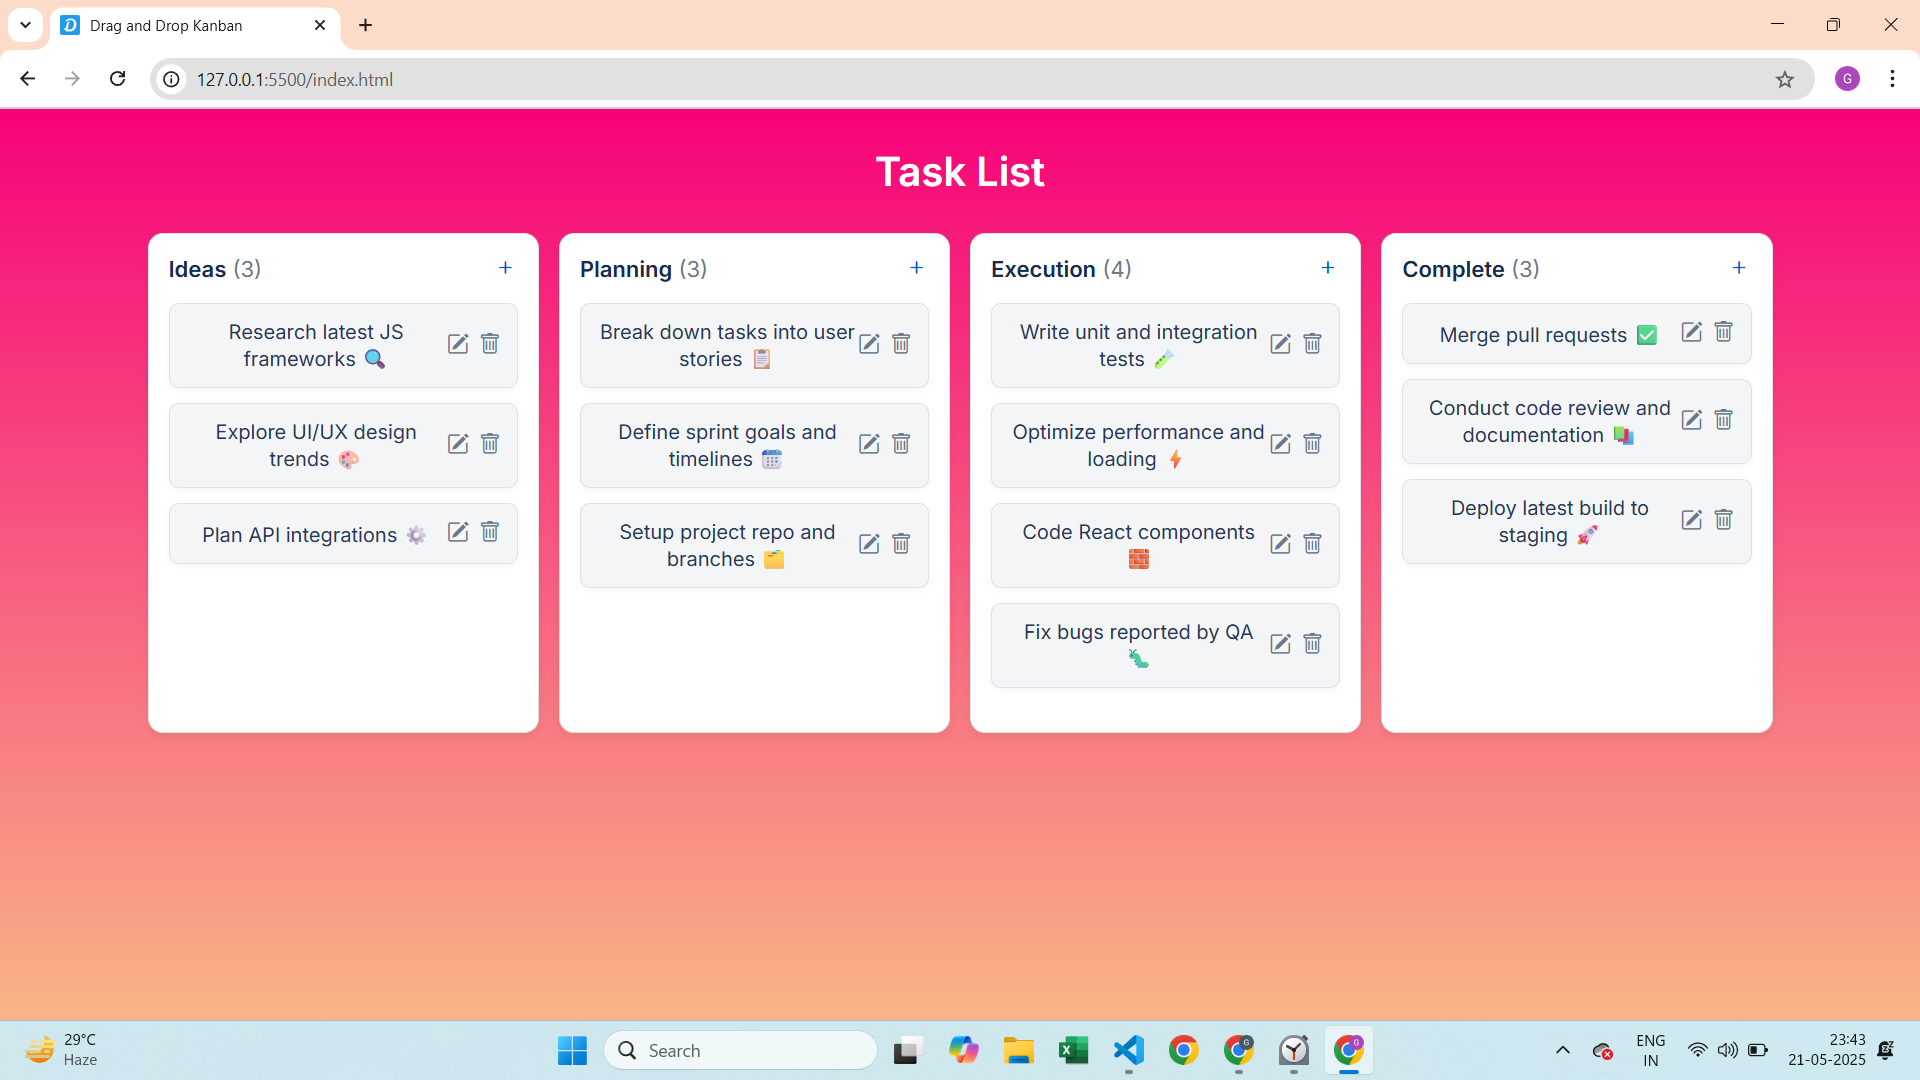 Drag and Drop Kanban
127.0.0.1:5500/index.html
G
Task List
Ideas (3)
Research latest JS
frameworks 🔍
Explore UI/UX design
trends 🎨
Plan API integrations ⚙️
Planning (3)
Break down tasks into user
stories 📋
Define sprint goals and
timelines 🗓️
Setup project repo and
branches 🗂️
Execution (4)
Write unit and integration
tests 🧪
Optimize performance and
loading ⚡
Code React components
🧱
Fix bugs reported by QA
🐛
Complete (3)
Merge pull requests ✅
Conduct code review and
documentation 📚
Deploy latest build to
staging 🚀
29°C
Haze
Search
ENG
IN
23:43
21-05-2025